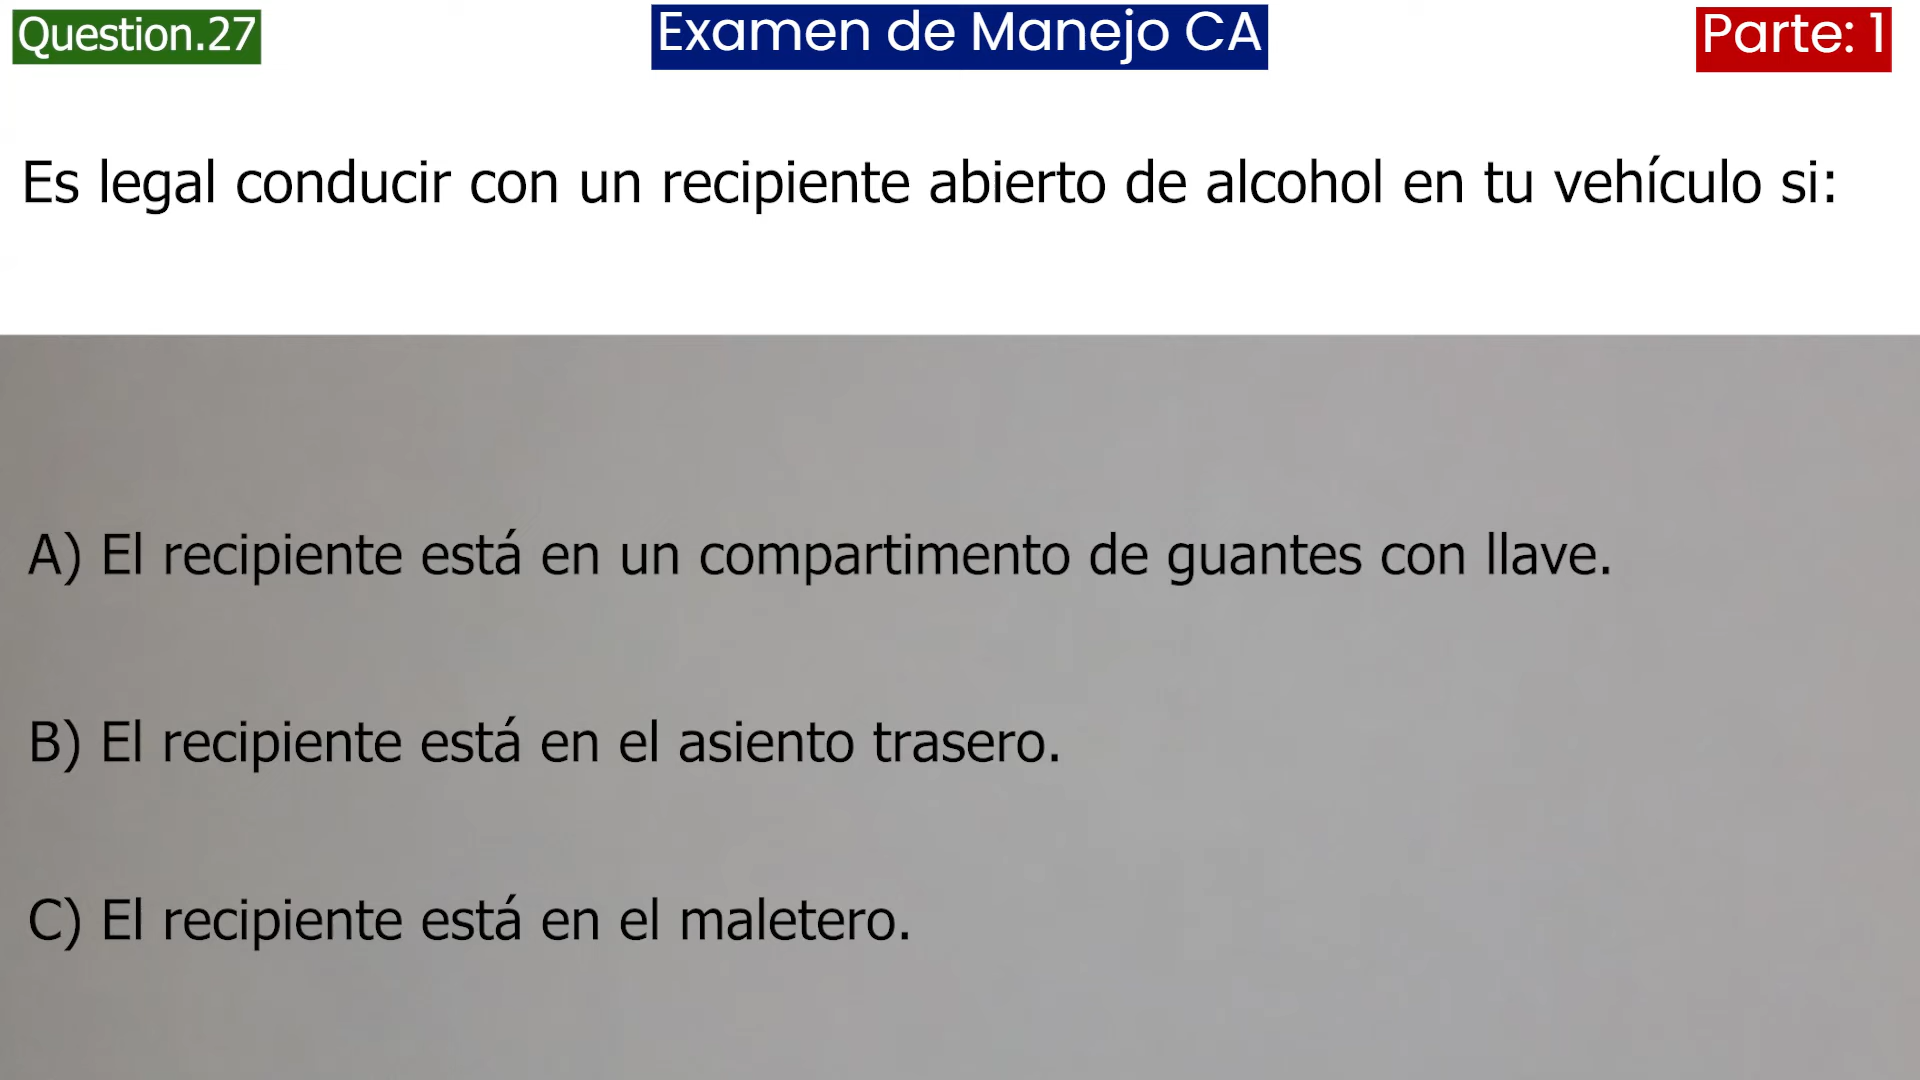 Question.27
Examen de Manejo CA
Parte: 1
Es legal conducir con un recipiente abierto de alcohol en tu vehículo si:
A) El recipiente está en un compartimento de guantes con llave.
B) El recipiente está en el asiento trasero.
C) El recipiente está en el maletero.